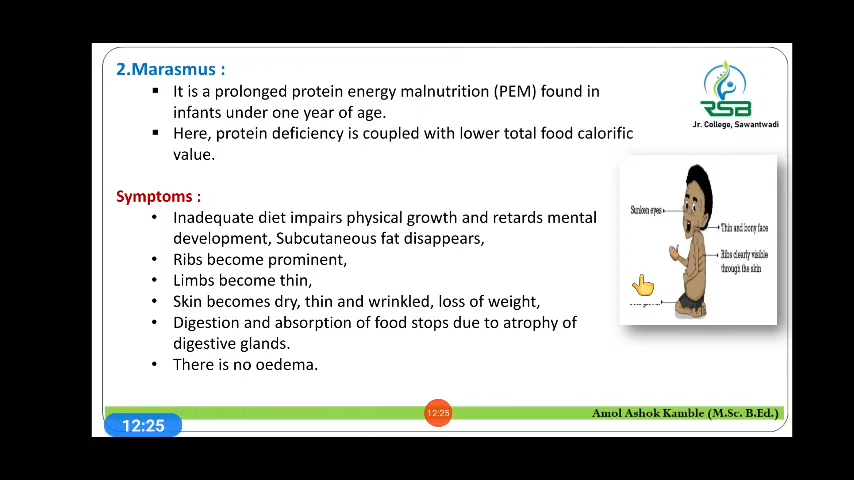 2.Marasmus :
▪ It is a prolonged protein energy malnutrition (PEM) found in
infants under one year of age.
▪ Here, protein deficiency is coupled with lower total food calorific
value.
RSB
Jr. College, Sawantwadi
Symptoms :
• Inadequate diet impairs physical growth and retards mental
development, Subcutaneous fat disappears,
• Ribs become prominent,
• Limbs become thin,
• Skin becomes dry, thin and wrinkled, loss of weight,
• Digestion and absorption of food stops due to atrophy of
digestive glands.
• There is no oedema.
Sunken eyes
Thin and bony face
Ribs clearly visible
through the skin
12:25
Amol Ashok Kamble (M.Sc. B.Ed.)
12:25